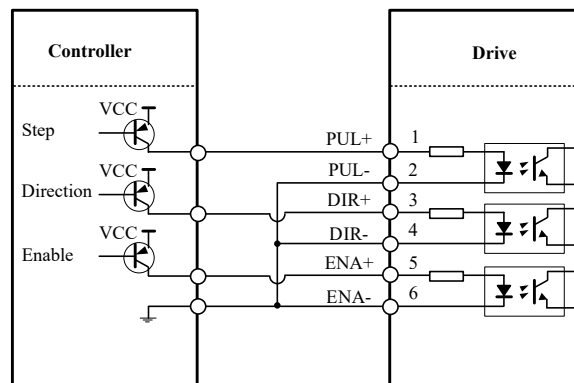 Controller
Drive
VCC
Step
PUL+ 1
VCC
PUL- 2
Direction
DIR+ 3
VCC
DIR- 4
Enable
ENA+ 5
ENA- 6